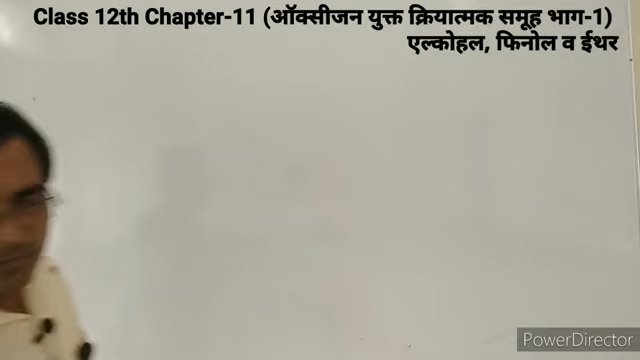 Class 12th Chapter-11 (ऑक्सीजन युक्त क्रियात्मक समूह भाग-1)
एल्कोहल, फिनोल व ईथर
PowerDirector